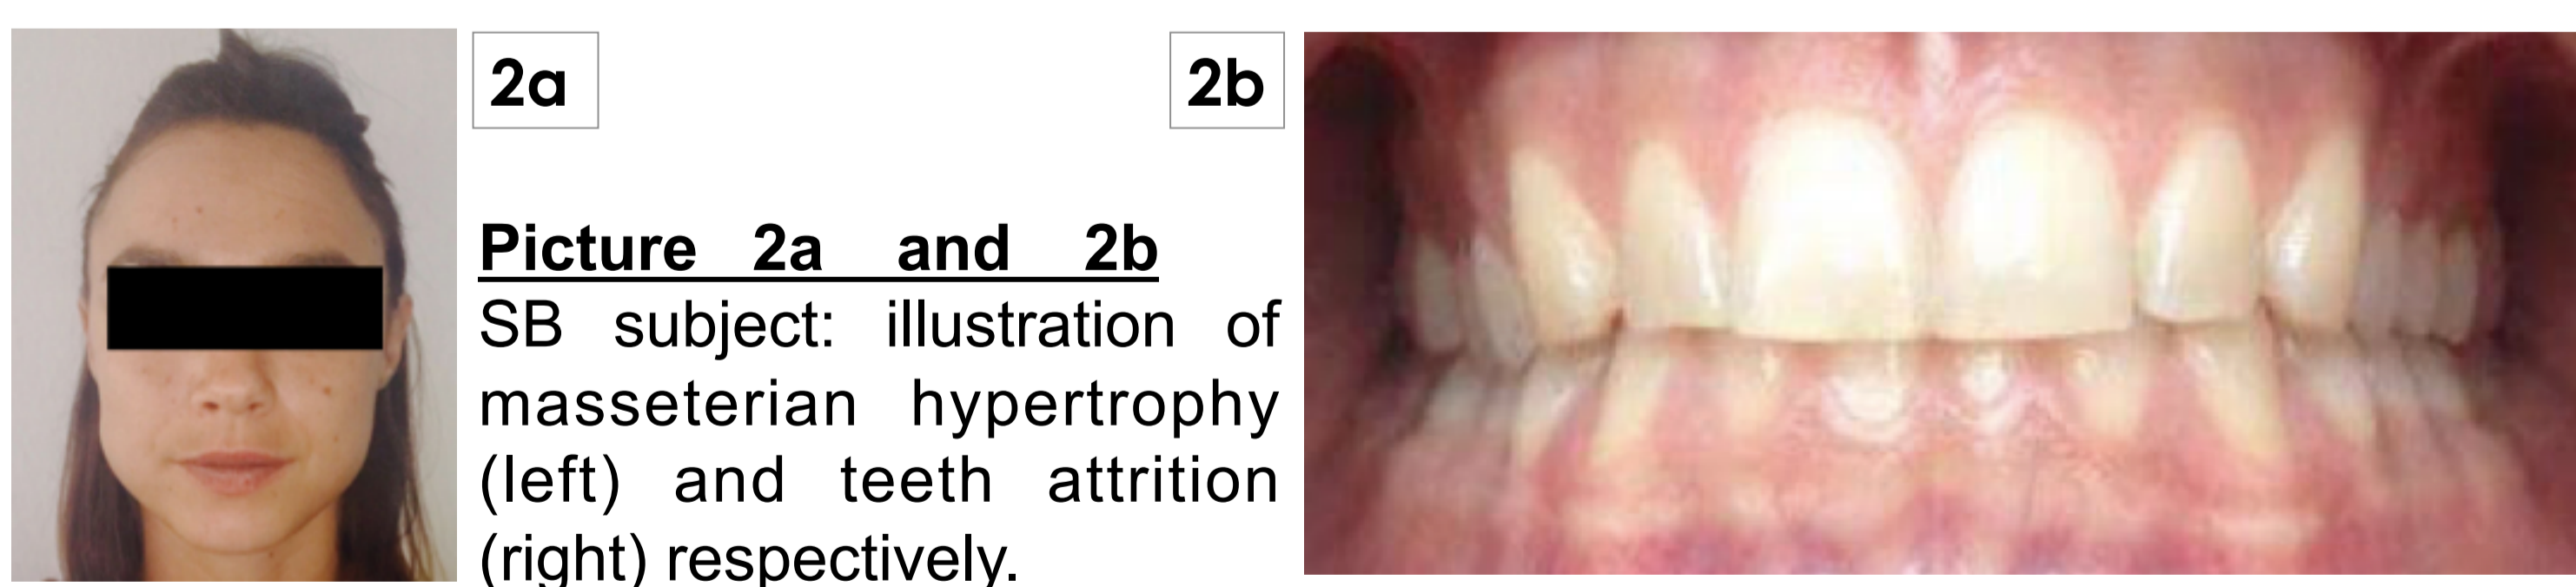 2a
2b
Picture 2a and 2b
SB subject: illustration of
masseterian hypertrophy
(left) and teeth attrition
(right) respectively.